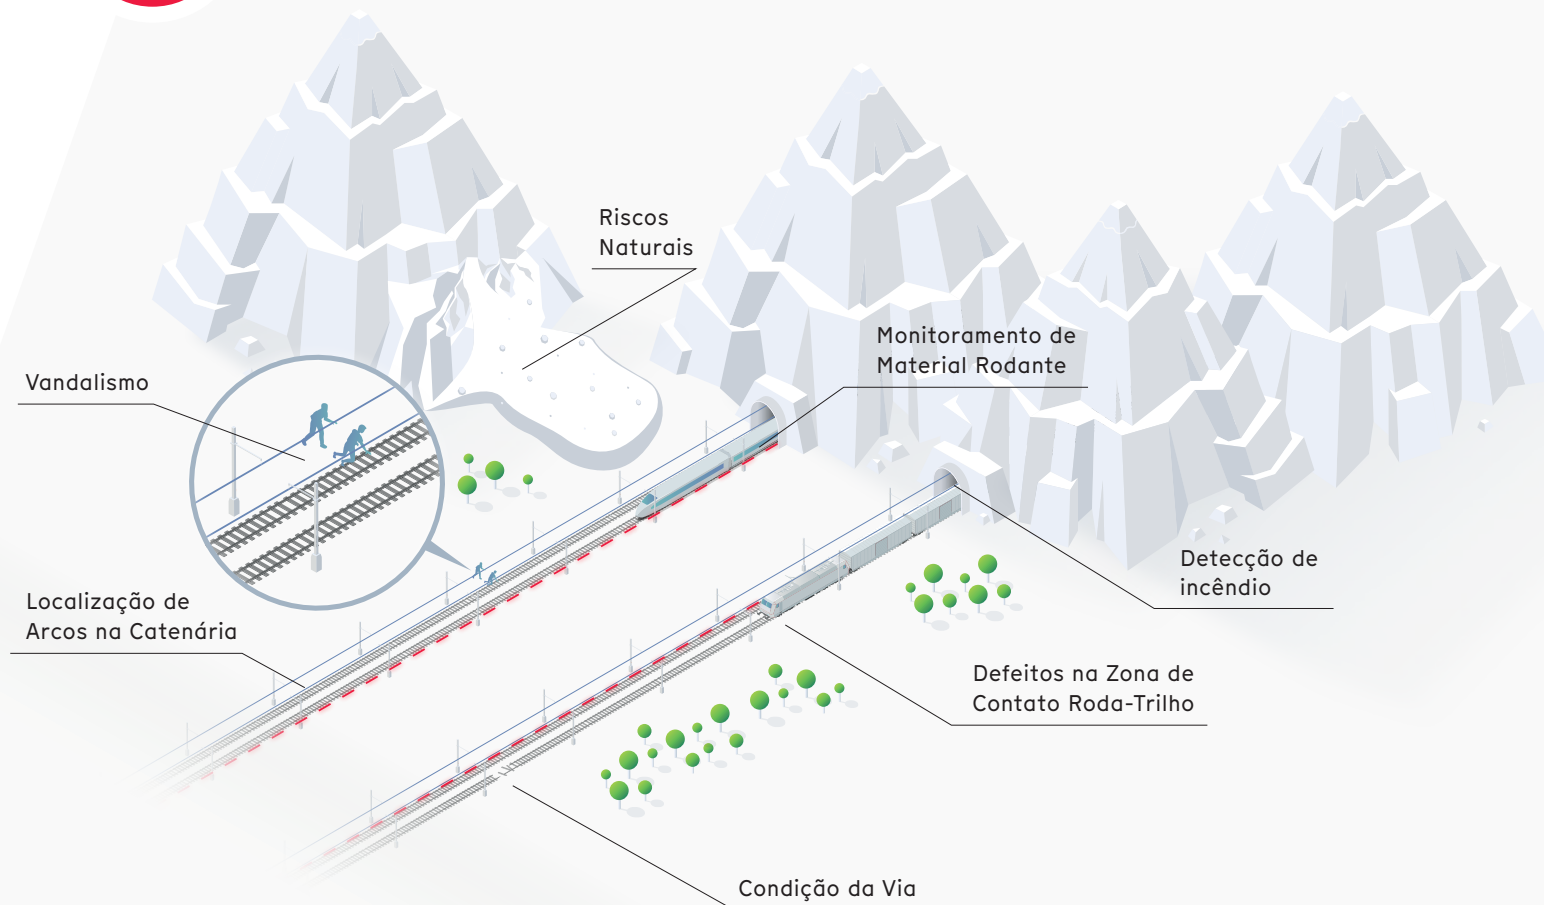 Riscos
Naturais
Monitoramento de
Material Rodante
Vandalismo
Detecção de
incêndio
Localização de
Arcos na Catenária
Defeitos na Zona de
Contato Roda-Trilho
Condição da Via